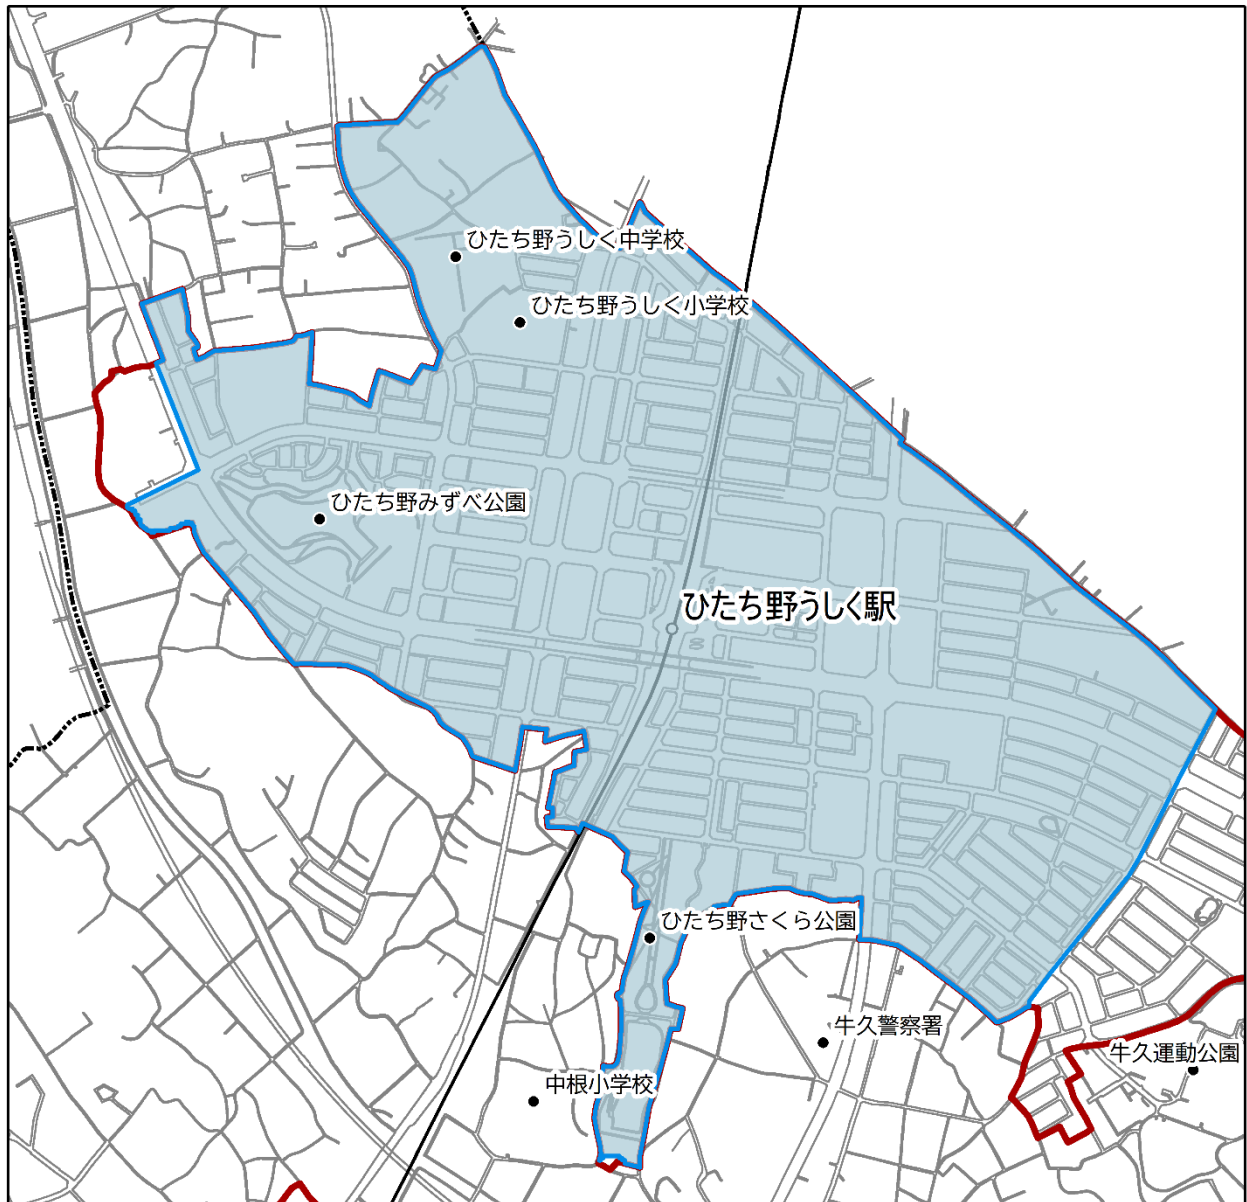 ひたち野うしく中学校
ひたち野うしく小学校
ひたち野みずべ公園
ひたち野うしく駅
ひたち野さくら公園
牛久警察署
牛久運動公園
中根小学校